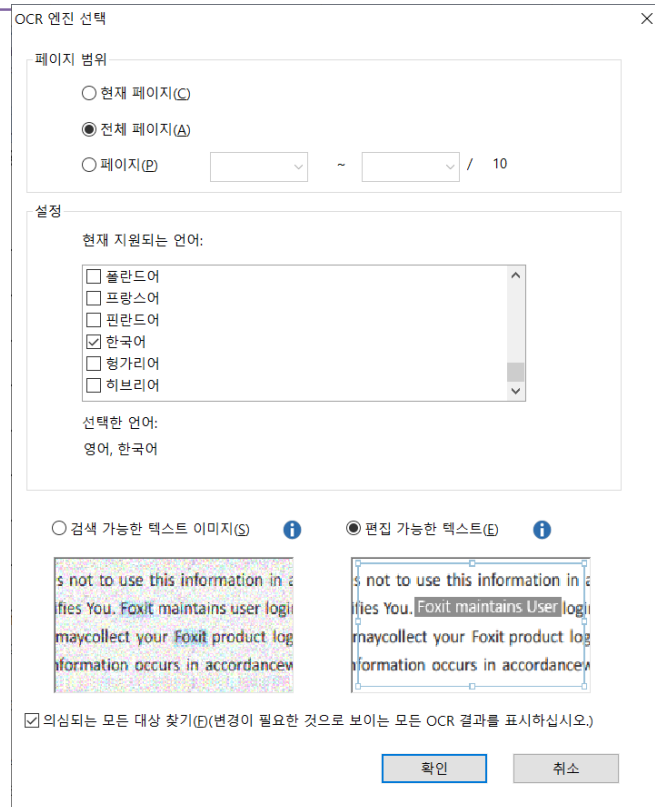 OCR 엔진 선택
페이지 범위
현재 페이지(C)
전체 페이지(A)
페이지(P) ~ / 10
설정
현재 지원되는 언어:
폴란드어
프랑스어
핀란드어
한국어
헝가리어
히브리어
선택한 언어:
영어, 한국어
검색 가능한 텍스트 이미지(S) i 편집 가능한 텍스트(E) i
s not to use this information in
ifies You. Foxit maintains user logi
maycollect your Foxit product log
nformation occurs in accordancew
s not to use this information in
ifies You. Foxit maintains User logi
maycollect your Foxit product log
nformation occurs in accordancew
의심되는 모든 대상 찾기(F)(변경이 필요한 것으로 보이는 모든 OCR 결과를 표시하십시오.)
확인 취소